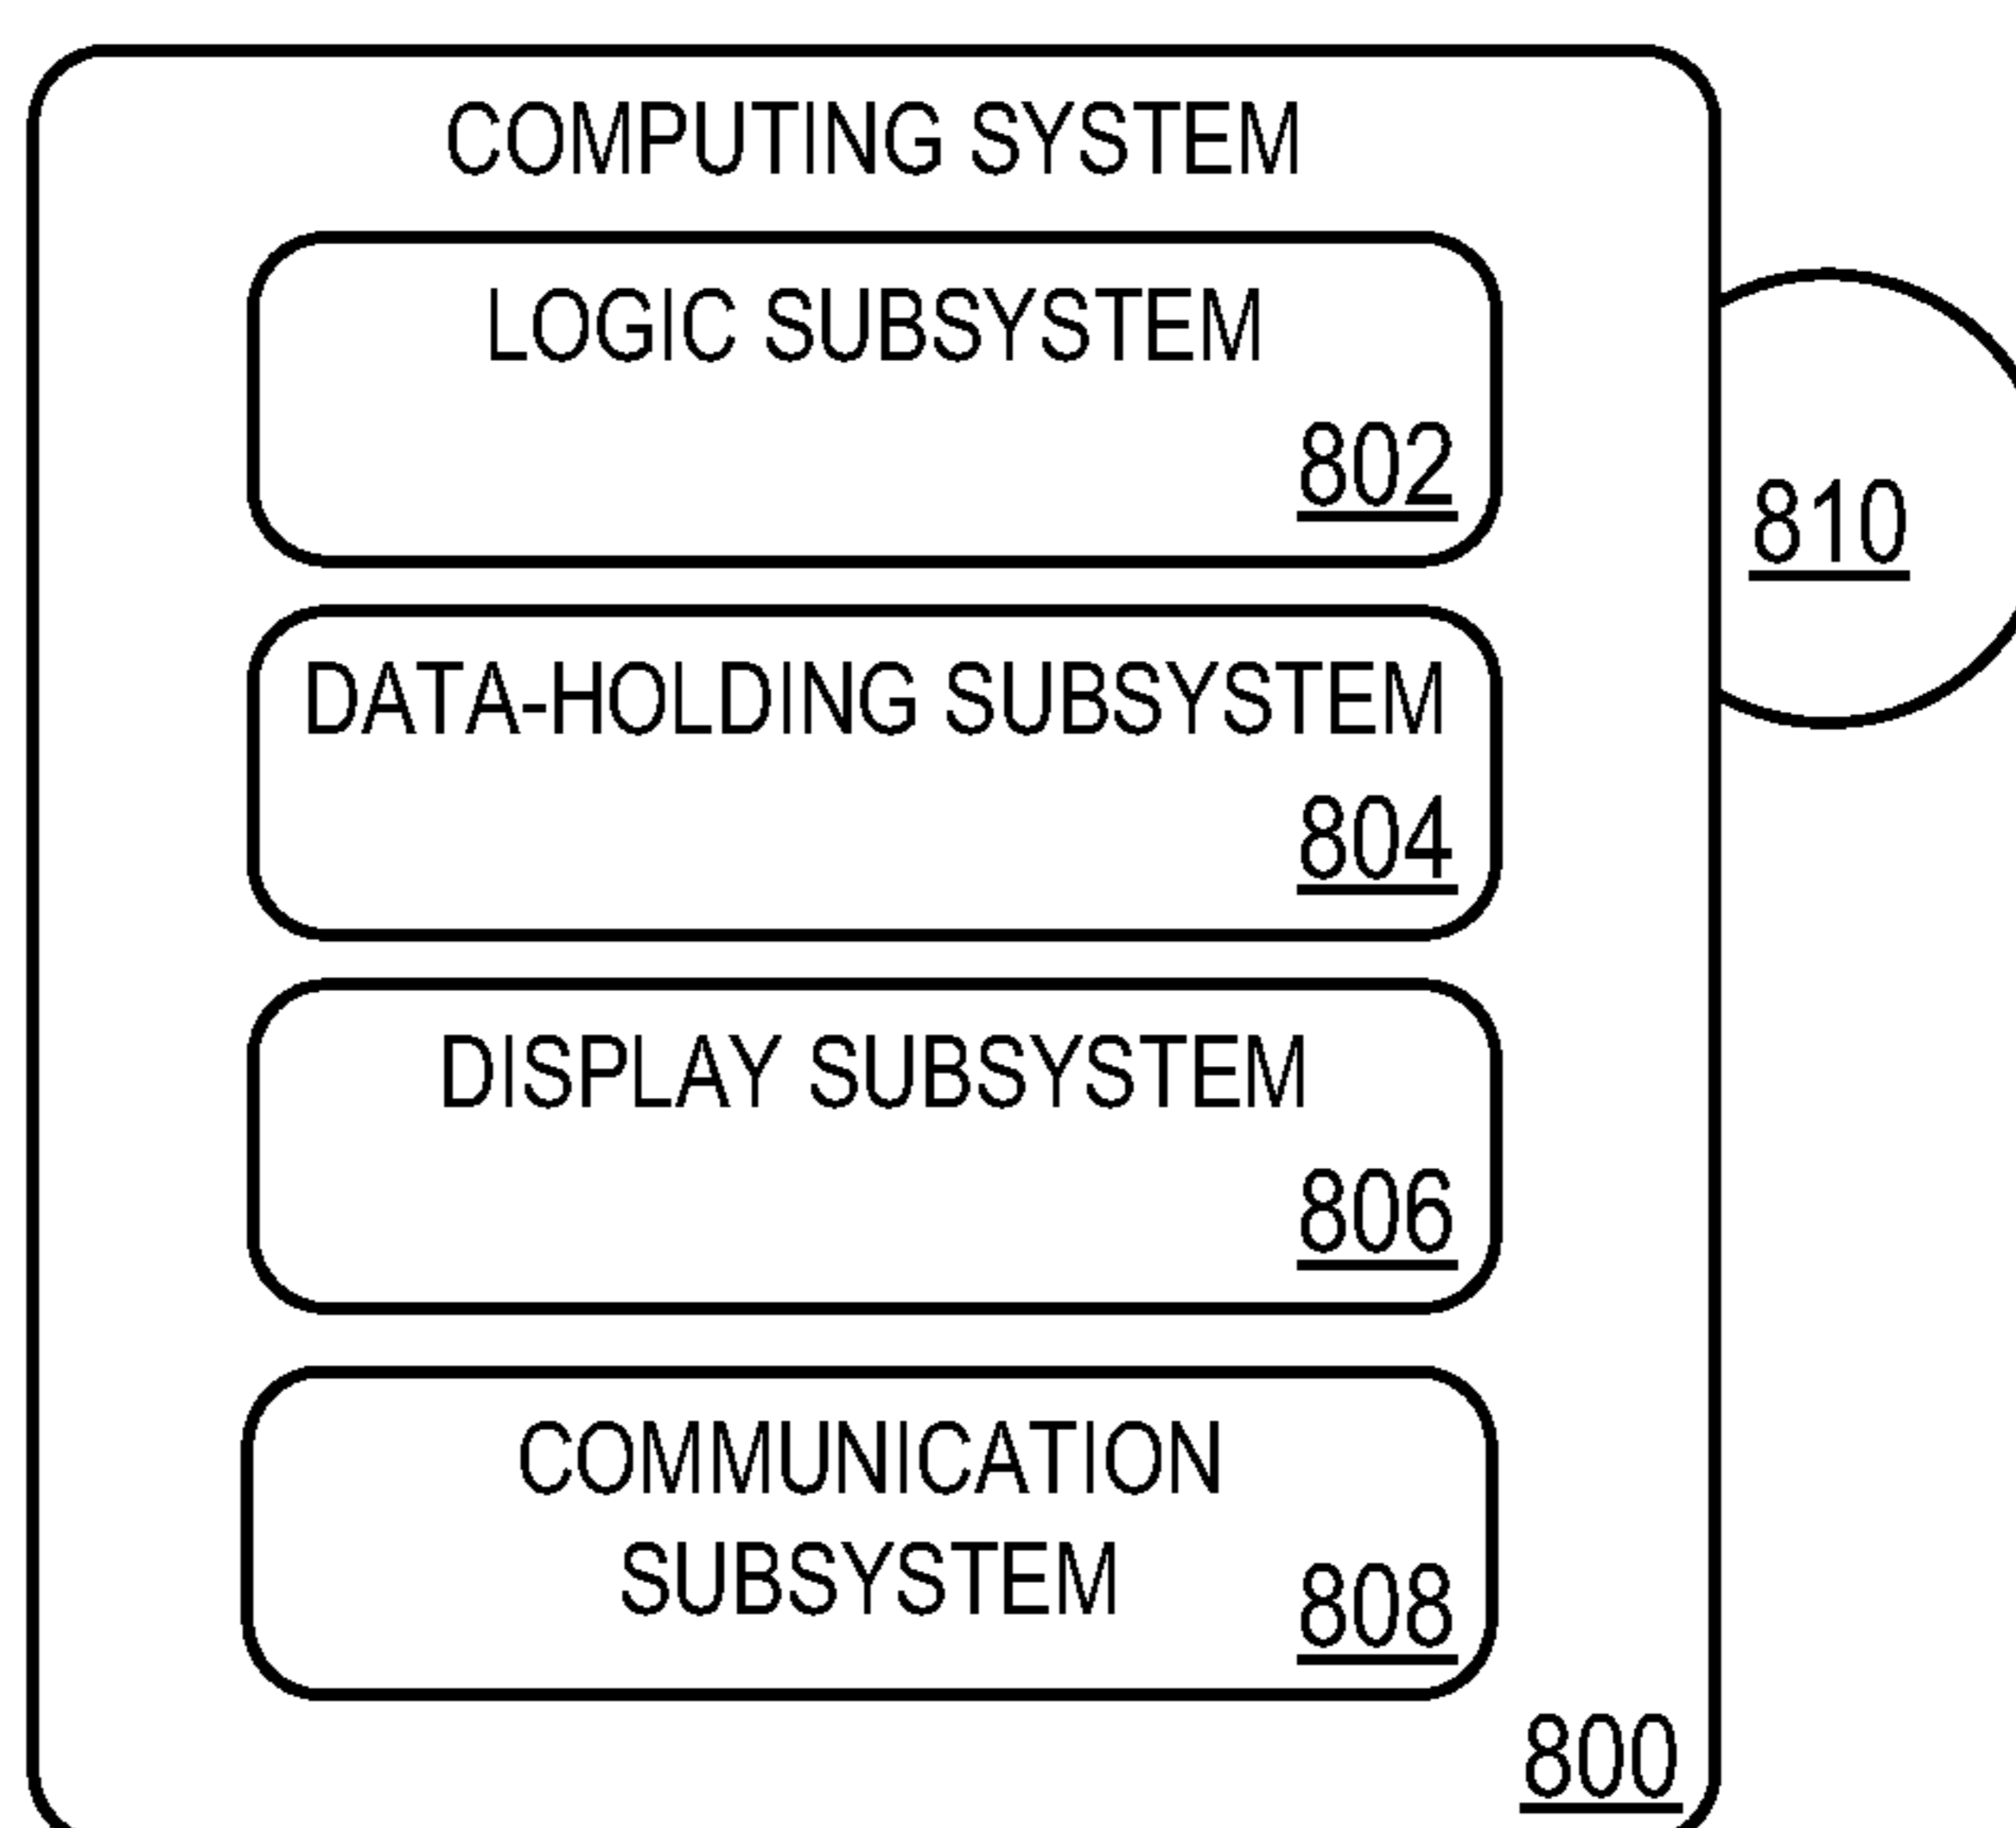 COMPUTING SYSTEM
LOGIC SUBSYSTEM
802
810
DATA-HOLDING SUBSYSTEM
804
DISPLAY SUBSYSTEM
806
COMMUNICATION
SUBSYSTEM
808
800